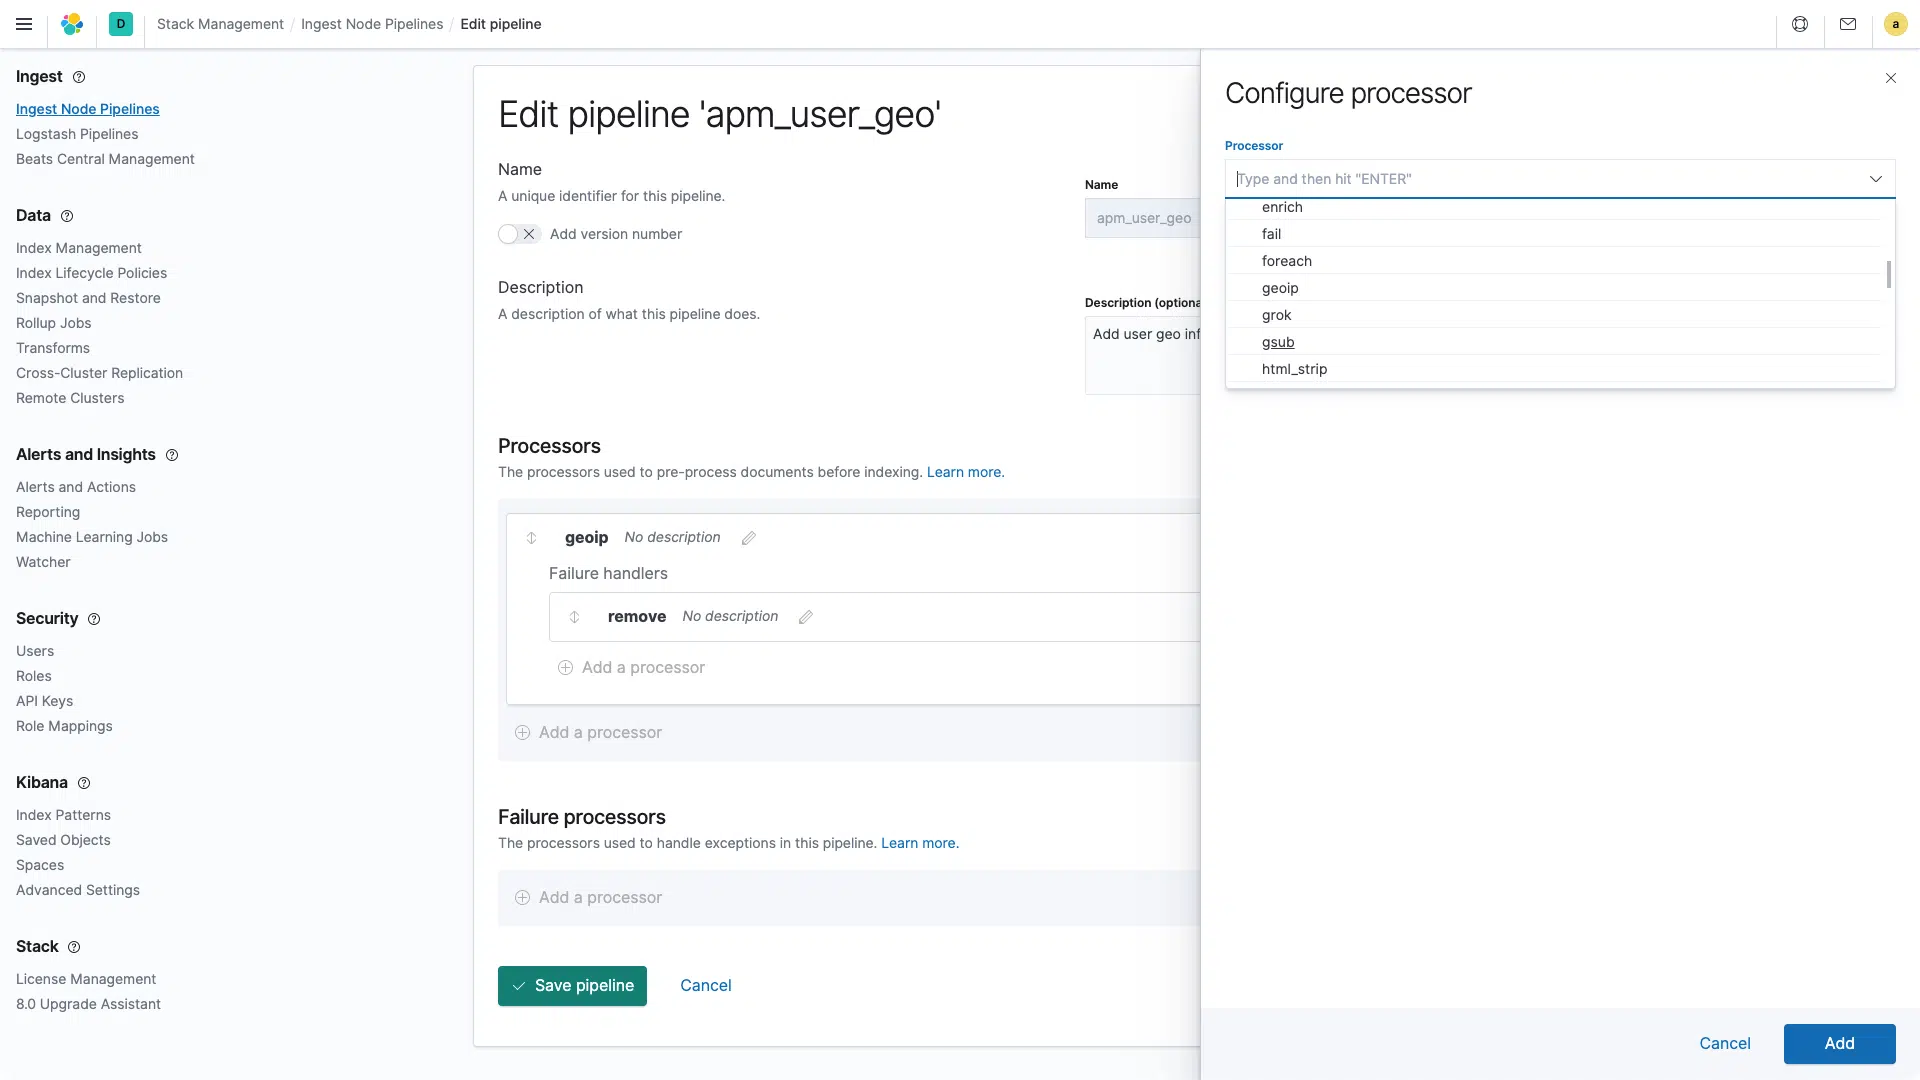 D
Stack Management / Ingest Node Pipelines / Edit pipeline
a
Ingest
Ingest Node Pipelines
Logstash Pipelines
Beats Central Management
Data
Index Management
Index Lifecycle Policies
Snapshot and Restore
Rollup Jobs
Transforms
Cross-Cluster Replication
Remote Clusters
Alerts and Insights
Alerts and Actions
Reporting
Machine Learning Jobs
Watcher
Security
Users
Roles
API Keys
Role Mappings
Kibana
Index Patterns
Saved Objects
Spaces
Advanced Settings
Stack
License Management
8.0 Upgrade Assistant
Edit pipeline 'apm_user_geo'
Name
A unique identifier for this pipeline.
Add version number
Name
apm_user_geo
Description
A description of what this pipeline does.
Description (optiona
Add user geo inf
Processors
The processors used to pre-process documents before indexing. Learn more.
geoip No description
Failure handlers
remove No description
Add a processor
Add a processor
Failure processors
The processors used to handle exceptions in this pipeline. Learn more.
Add a processor
Save pipeline
Cancel
Configure processor
Processor
Type and then hit "ENTER"
enrich
fail
foreach
geoip
grok
gsub
html_strip
Cancel
Add